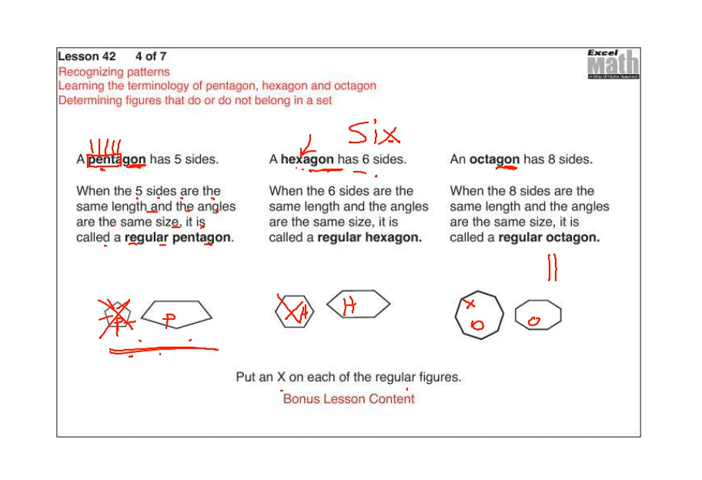 Lesson 42 4 of 7
Excel
Math
Recognizing patterns
Learning the terminology of pentagon, hexagon and octagon
Determining figures that do or do not belong in a set
Six
A pentagon has 5 sides.
A hexagon has 6 sides.
An octagon has 8 sides.
When the 5 sides are the
same length and the angles
are the same size, it is
called a regular pentagon.
When the 6 sides are the
same length and the angles
are the same size, it is
called a regular hexagon.
When the 8 sides are the
same length and the angles
are the same size, it is
called a regular octagon.
X P
P
X H
H
X
O
O
Put an X on each of the regular figures.
Bonus Lesson Content